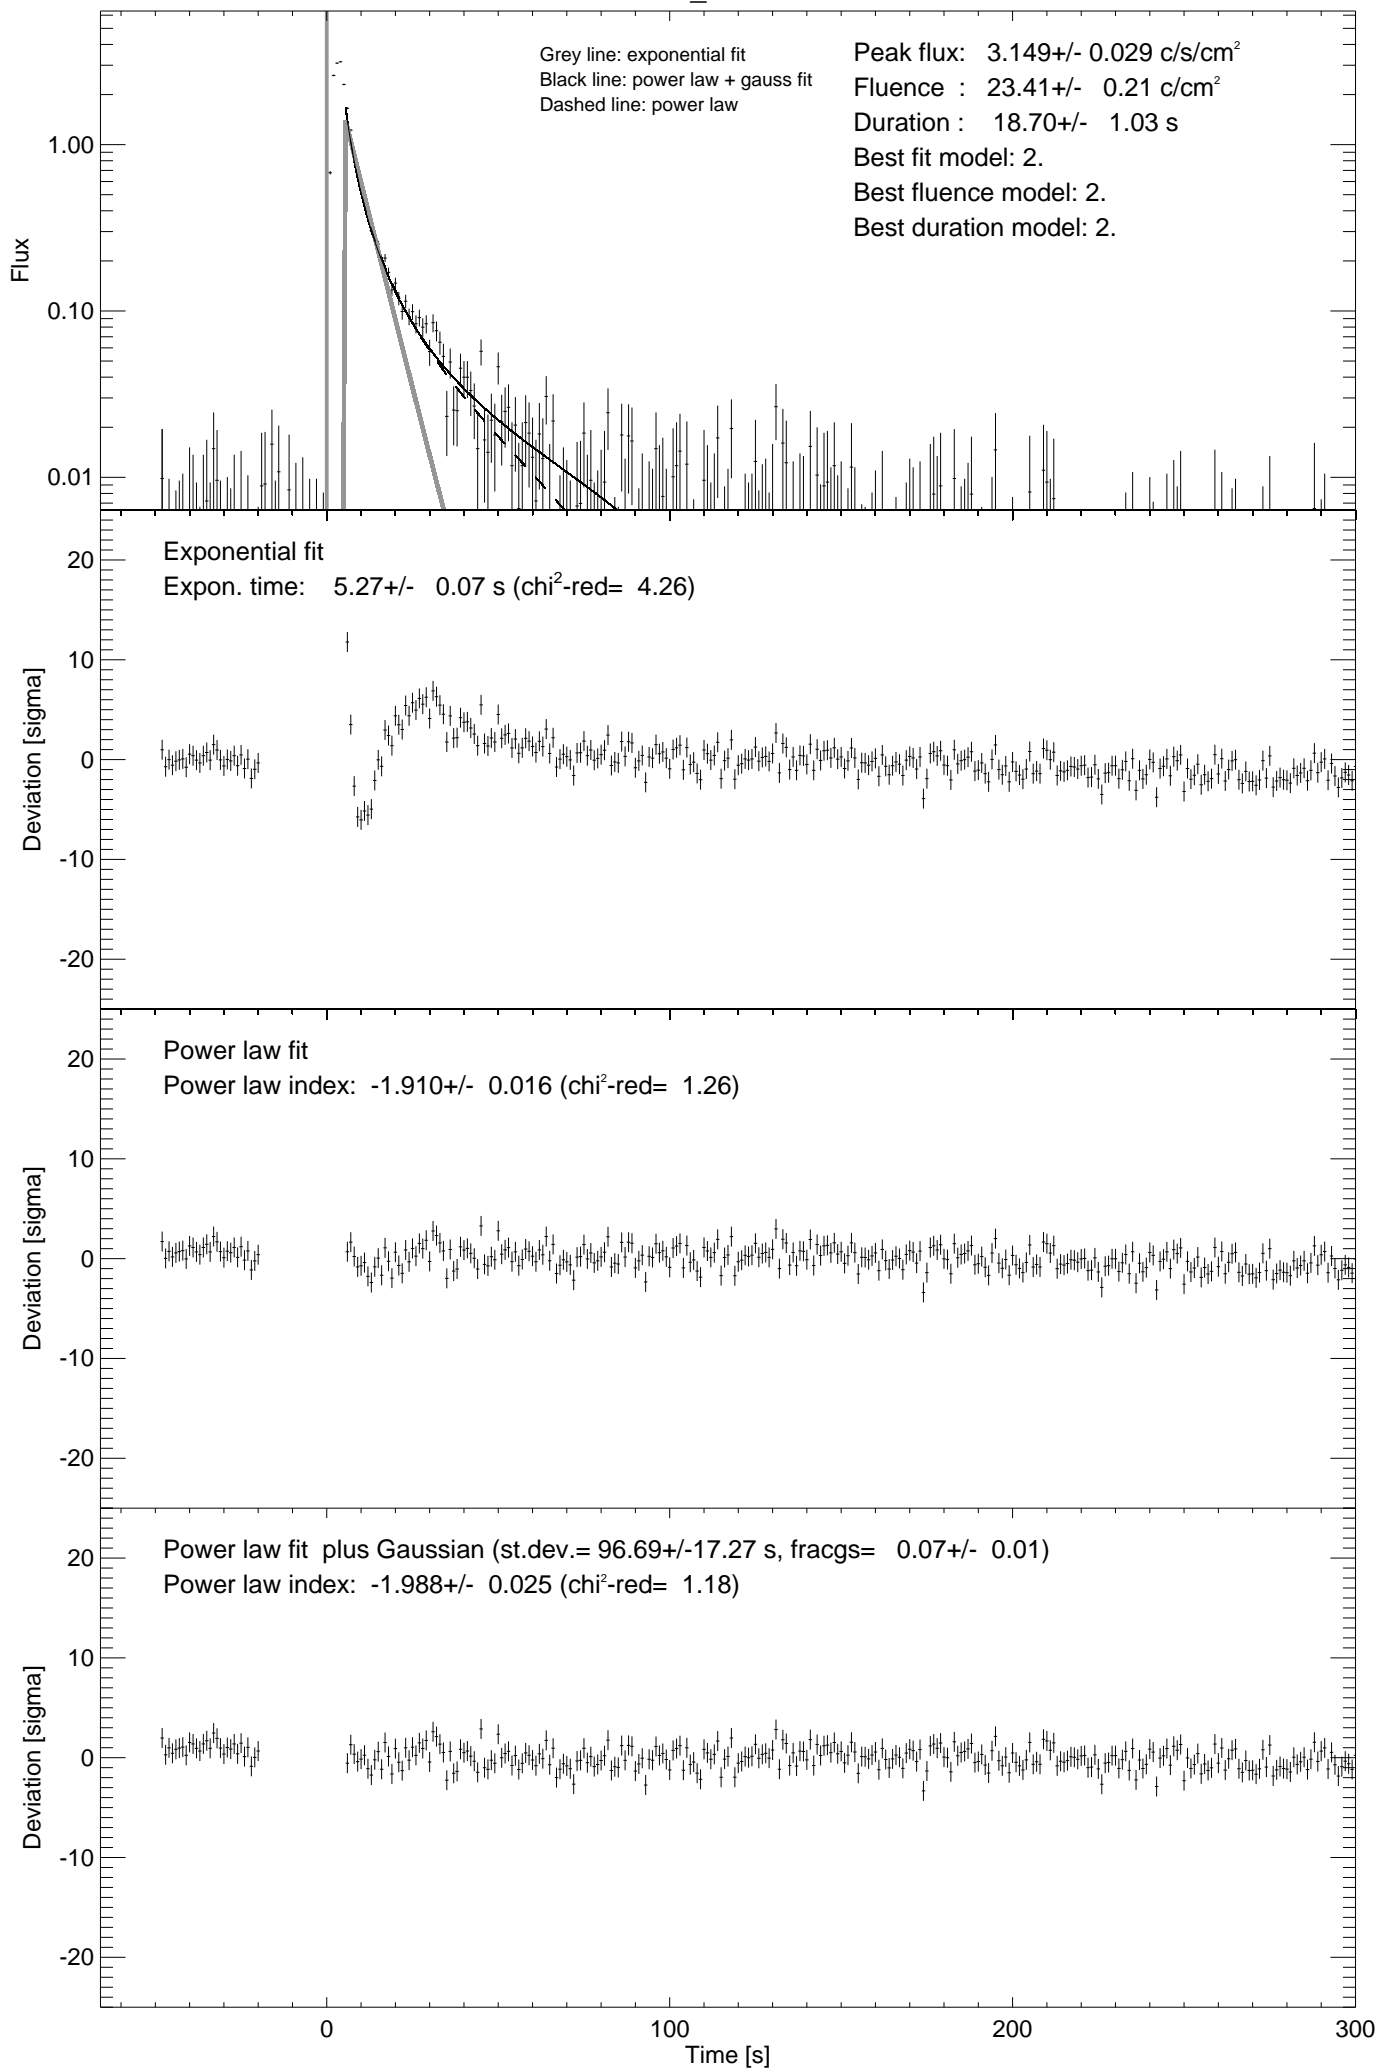 Grey line: exponential fit
Black line: power law + gauss fit
Dashed line: power law
Peak flux: 3.149+/- 0.029 c/s/cm²
Fluence : 23.41+/- 0.21 c/cm²
Duration : 18.70+/- 1.03 s
Best fit model: 2.
Best fluence model: 2.
Best duration model: 2.
Flux
1.00
0.10
0.01
Exponential fit
Expon. time: 5.27+/- 0.07 s (chi²-red= 4.26)
Deviation [sigma]
20
10
0
-10
-20
Power law fit
Power law index: -1.910+/- 0.016 (chi²-red= 1.26)
Deviation [sigma]
20
10
0
-10
-20
Power law fit plus Gaussian (st.dev.= 96.69+/-17.27 s, fracgs= 0.07+/- 0.01)
Power law index: -1.988+/- 0.025 (chi²-red= 1.18)
Deviation [sigma]
20
10
0
-10
-20
0 100 200 300
Time [s]